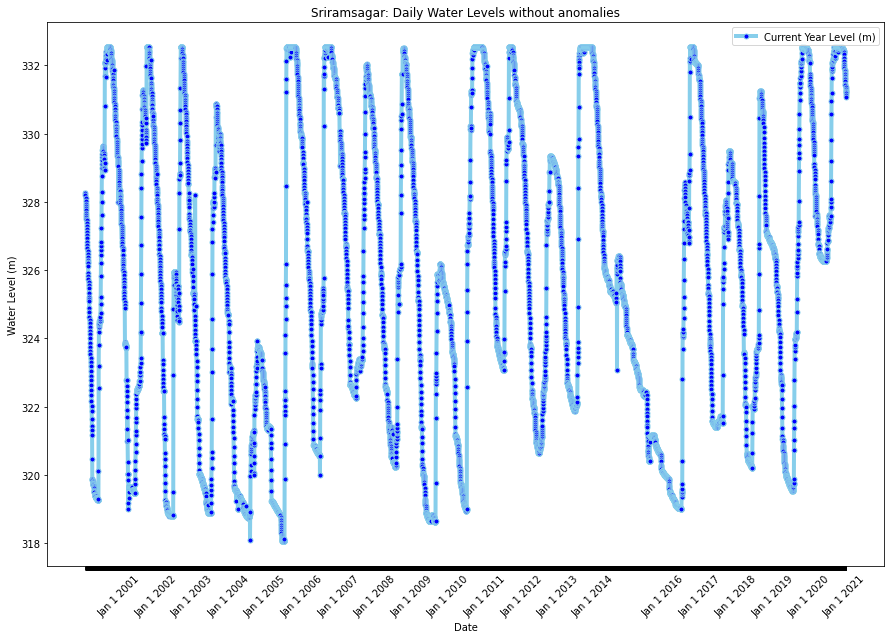 Sriramsagar: Daily Water Levels without anomalies
Current Year Level (m)
Water Level (m)
332
330
328
326
324
322
320
318
Jan 1 2001
Jan 1 2002
Jan 1 2003
Jan 1 2004
Jan 1 2005
Jan 1 2006
Jan 1 2007
Jan 1 2008
Jan 1 2009
Jan 1 2010
Jan 1 2011
Jan 1 2012
Jan 1 2013
Jan 1 2014
Jan 1 2016
Jan 1 2017
Jan 1 2018
Jan 1 2019
Jan 1 2020
Jan 1 2021
Date